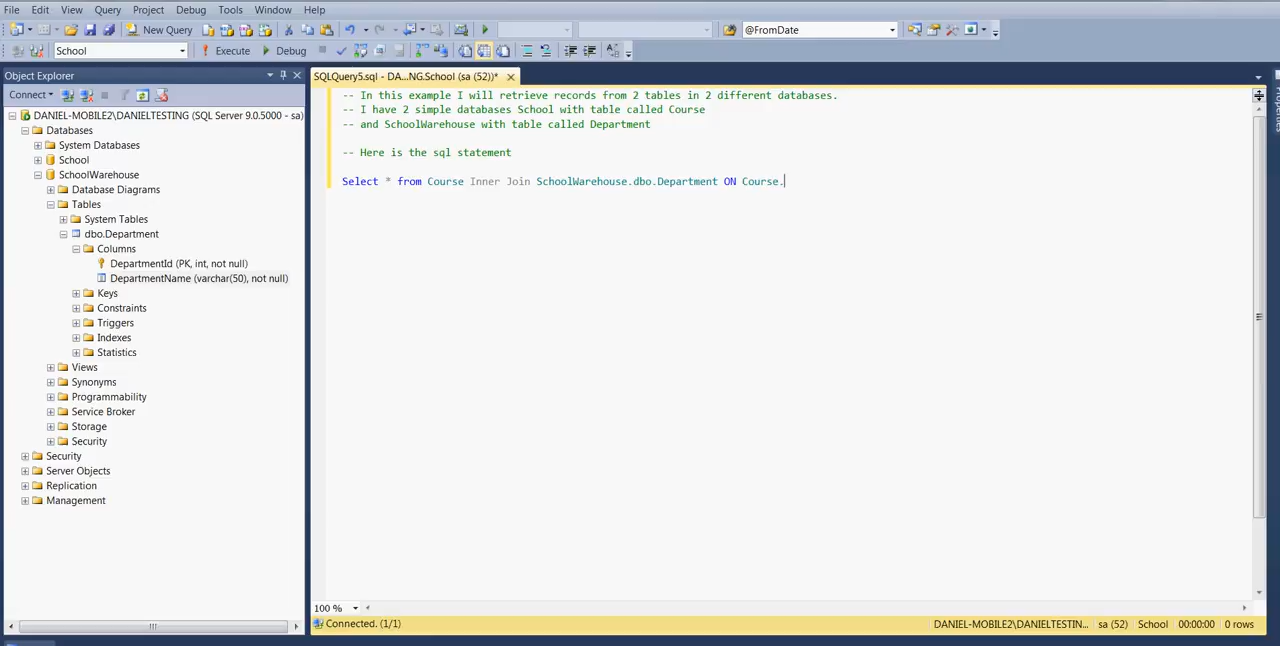 File Edit View Query Project Debug Tools Window Help
New Query @FromDate
School Execute Debug
Object Explorer
SQLQuery5.sql - DA...NG.School (sa (52))*
Connect
DANIEL-MOBILE2\DANIELTESTING (SQL Server 9.0.5000 - sa)
Databases
System Databases
School
SchoolWarehouse
Database Diagrams
Tables
System Tables
dbo.Department
Columns
DepartmentId (PK, int, not null)
DepartmentName (varchar(50), not null)
Keys
Constraints
Triggers
Indexes
Statistics
Views
Synonyms
Programmability
Service Broker
Storage
Security
Security
Server Objects
Replication
Management
-- In this example I will retrieve records from 2 tables in 2 different databases.
-- I have 2 simple databases School with table called Course
-- and SchoolWarehouse with table called Department
-- Here is the sql statement
Select * from Course Inner Join SchoolWarehouse.dbo.Department ON Course.
100 %
Connected. (1/1) DANIEL-MOBILE2\DANIELTESTIN... sa (52) School 00:00:00 0 rows
Properties